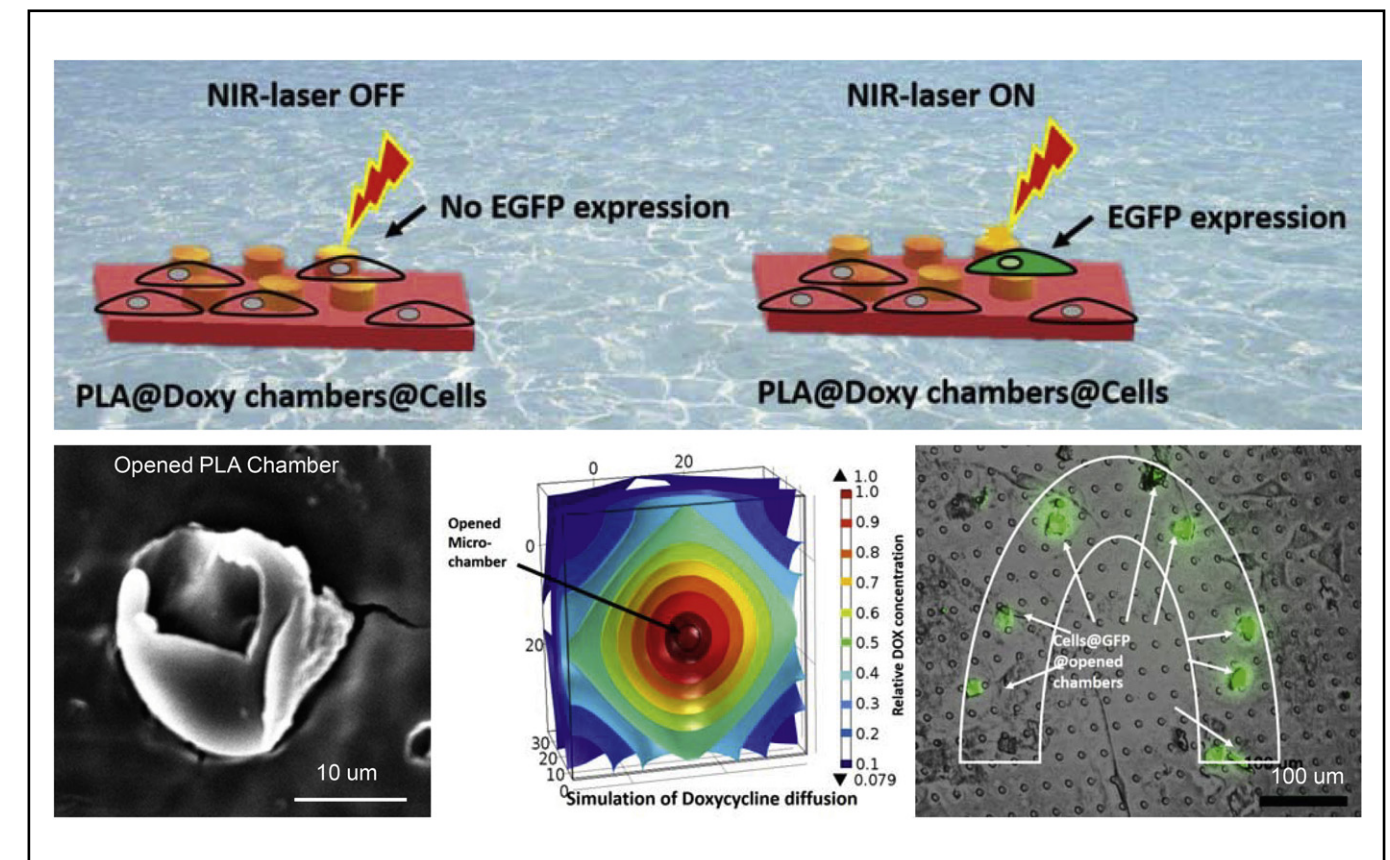 NIR-laser OFF
NIR-laser ON
No EGFP expression
EGFP expression
PLA@Doxy chambers@Cells
PLA@Doxy chambers@Cells
Opened PLA Chamber
10 um
Opened
Micro-
chamber
0
20
0
20
30
20
10
0
1.0
1.0
0.9
0.8
0.7
0.6
0.5
0.4
0.3
0.2
0.1
0.079
Relative DOX concentration
Simulation of Doxycycline diffusion
Cells@GFP
@opened
chambers
100 um
100 um